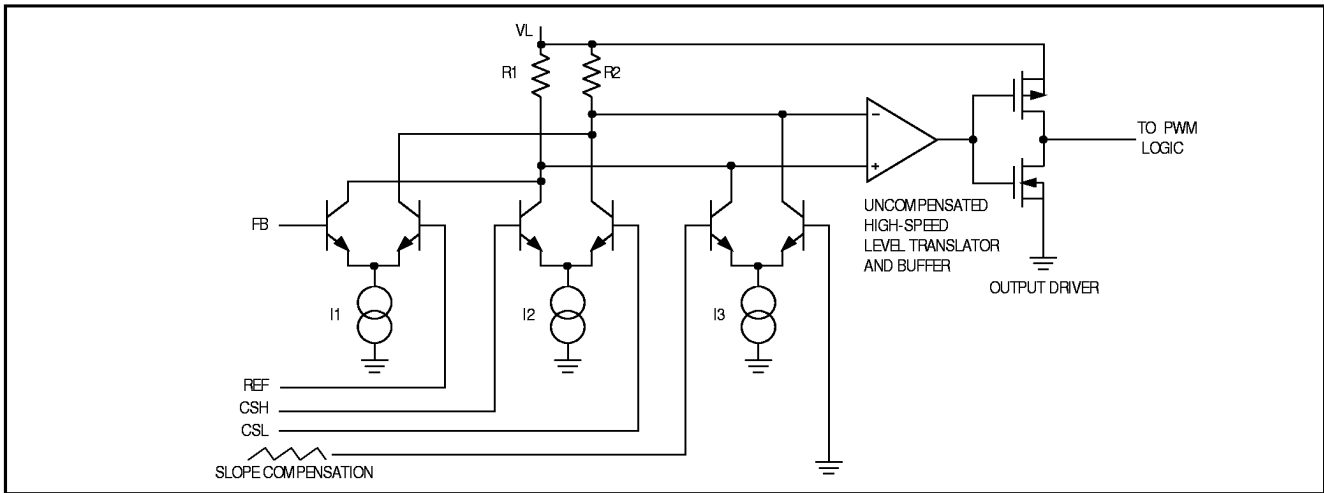 VL
R1
R2
−
+
TO PWM
LOGIC
FB
UNCOMPENSATED
HIGH-SPEED
LEVEL TRANSLATOR
AND BUFFER
OUTPUT DRIVER
I1
I2
I3
REF
CSH
CSL
SLOPE COMPENSATION